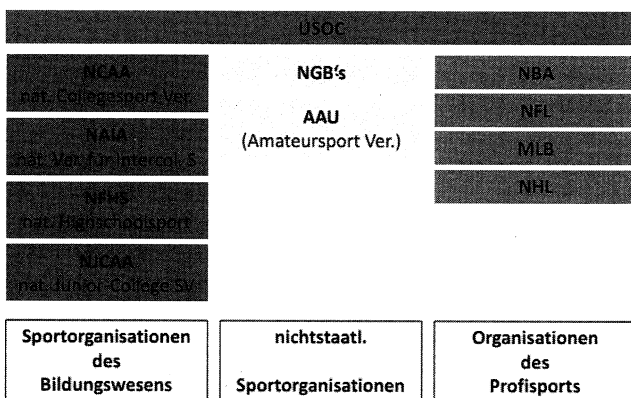 USOC
NCAA
nat. Collegesport Ver.
NAIA
nat. Ver. für Intercol. S
NFHS
nat. Highschoolsport
NJCAA
nat. Junior-College SV
NGB's
AAU
(Amateursport Ver.)
NBA
NFL
MLB
NHL
Sportorganisationen
des
Bildungswesens
nichtstaatl.
Sportorganisationen
Organisationen
des
Profisports